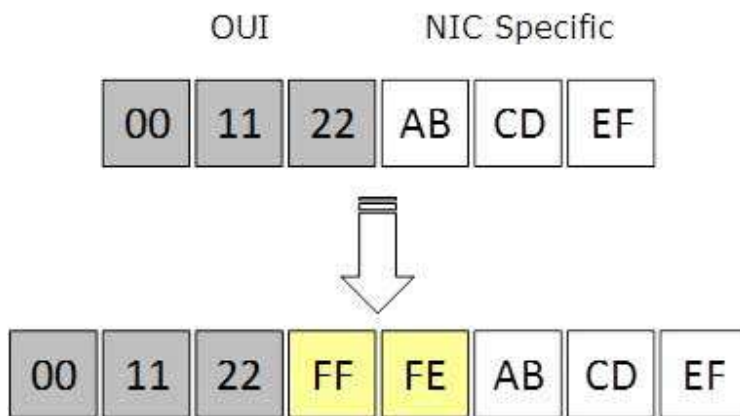 OUI NIC Specific
00 11 22 AB CD EF
00 11 22 FF FE AB CD EF